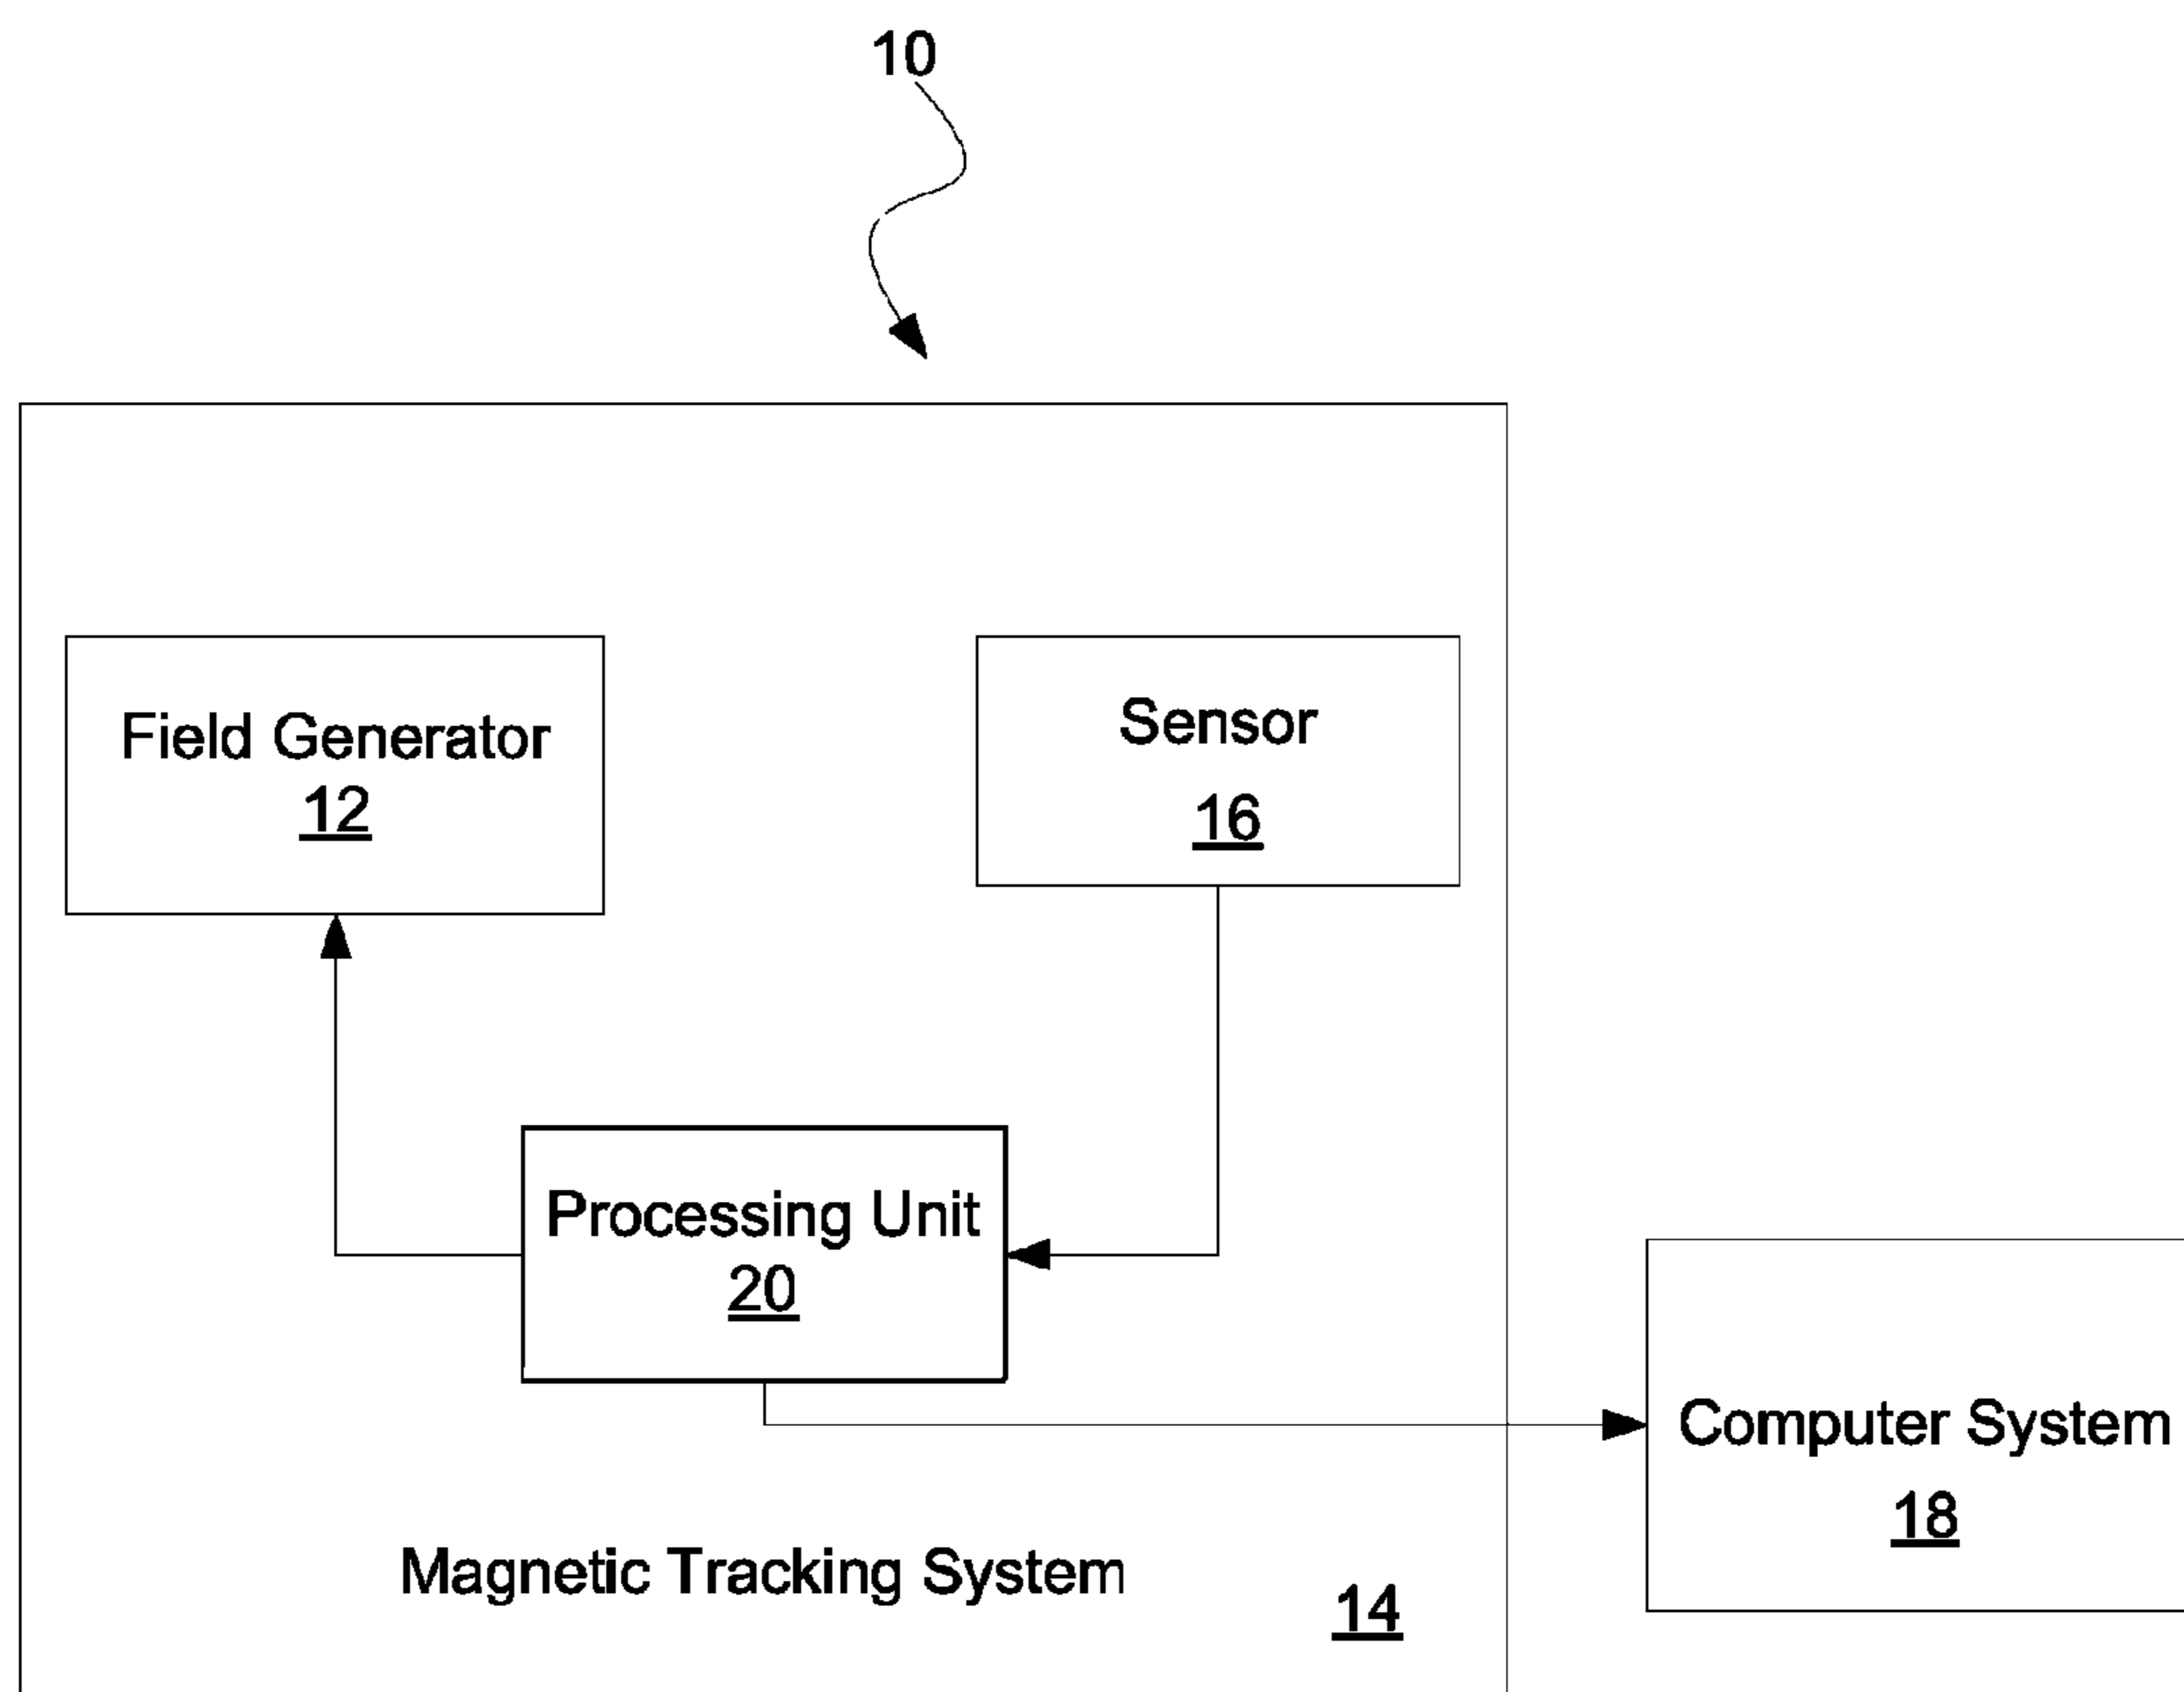 10
Field Generator
12
Sensor
16
Processing Unit
20
Computer System
18
Magnetic Tracking System
14